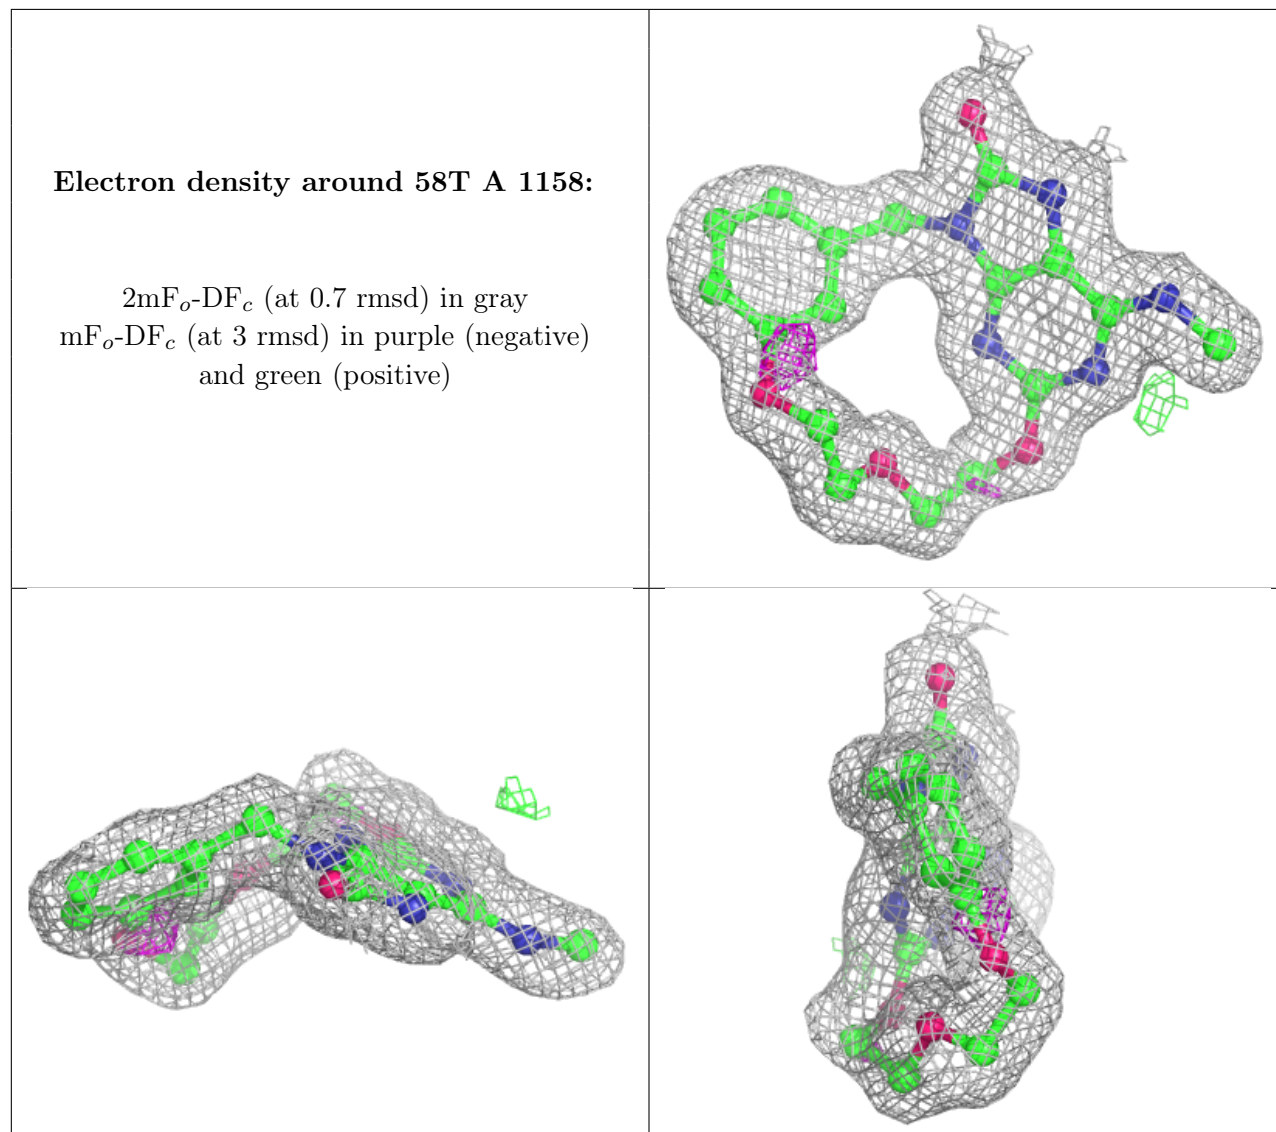 Electron density around 58T A 1158:
2mFo-DFc (at 0.7 rmsd) in gray
mFo-DFc (at 3 rmsd) in purple (negative)
and green (positive)